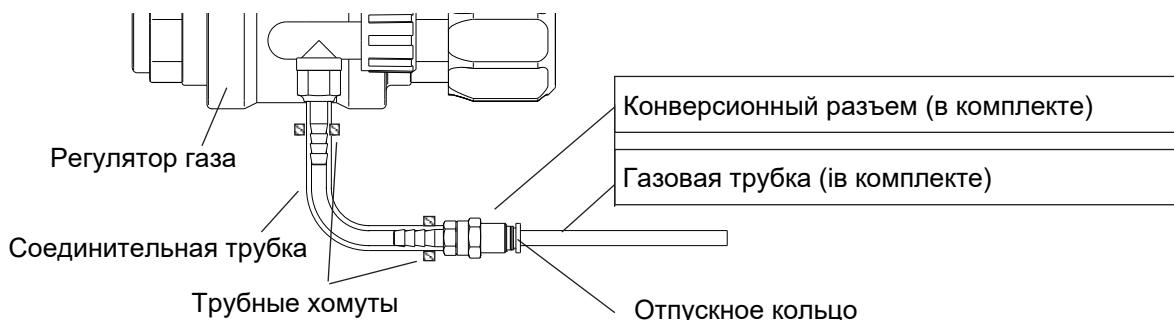 Конверсионный разъем (в комплекте)
Регулятор газа
Газовая трубка (ів комплекте)
Соединительная трубка
Трубные хомуты
Отпускное кольцо